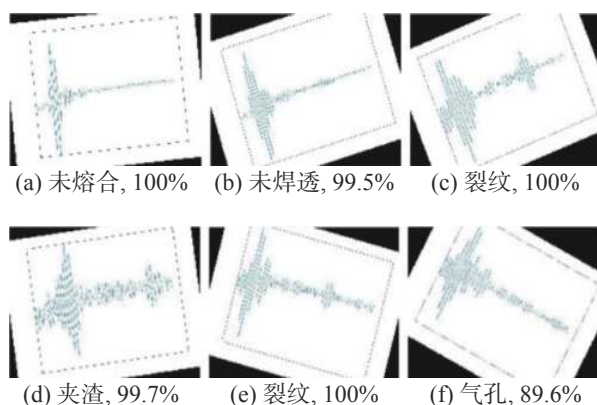 (a) 未熔合, 100%
(b) 未焊透, 99.5%
(c) 裂纹, 100%
(d) 夹渣, 99.7%
(e) 裂纹, 100%
(f) 气孔, 89.6%